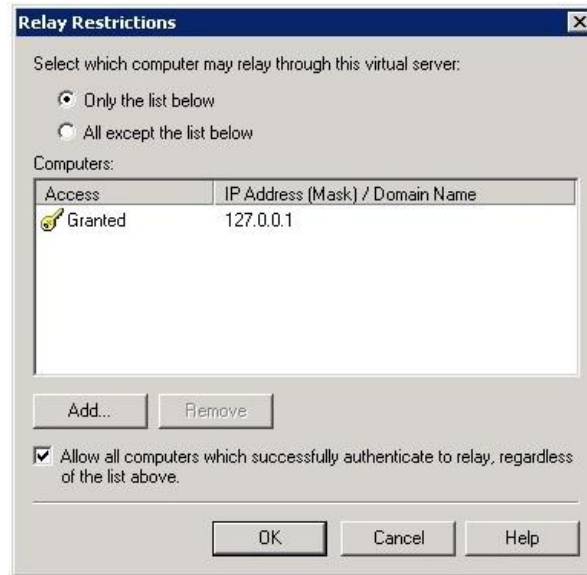 Relay Restrictions
Select which computer may relay through this virtual server:
Only the list below
All except the list below
Computers:
Access IP Address (Mask) / Domain Name
Granted 127.0.0.1
Add... Remove
Allow all computers which successfully authenticate to relay, regardless
of the list above.
OK Cancel Help